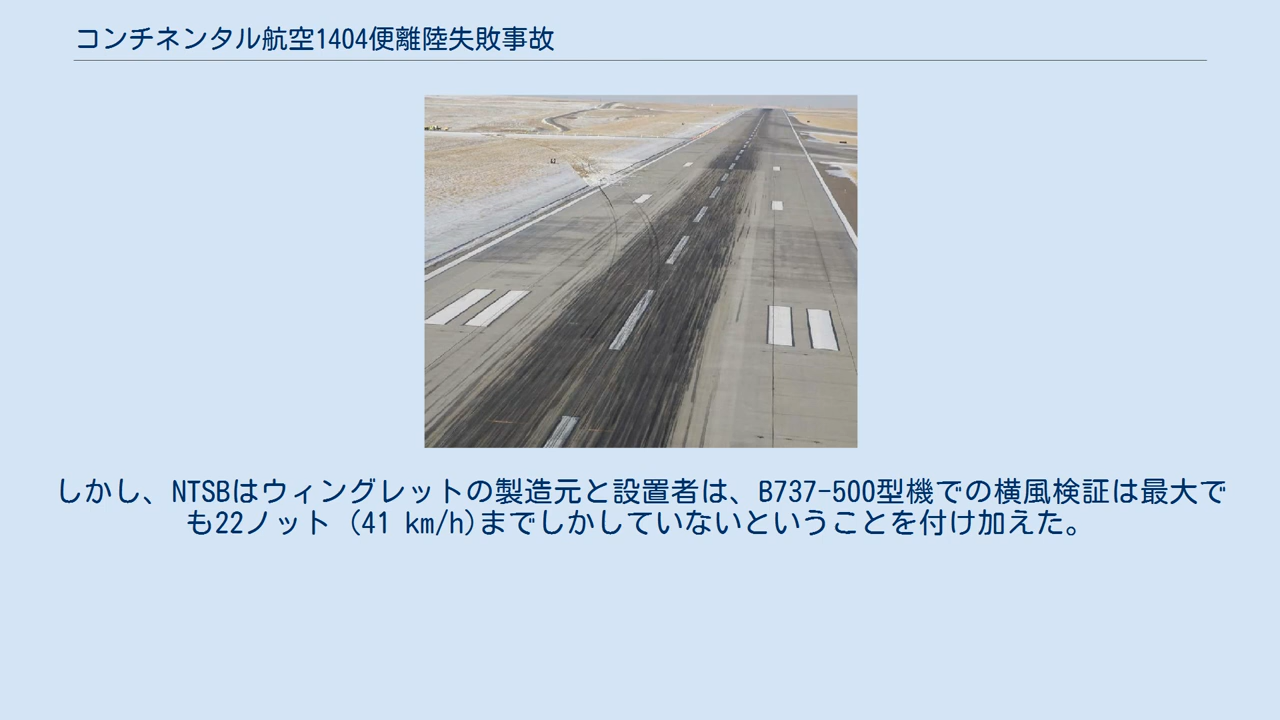 コンチネンタル航空1404便離陸失敗事故
しかし、NTSBはウィングレットの製造元と設置者は、B737-500型機での横風検証は最大で
も22ノット (41 km/h)までしかしていないということを付け加えた。